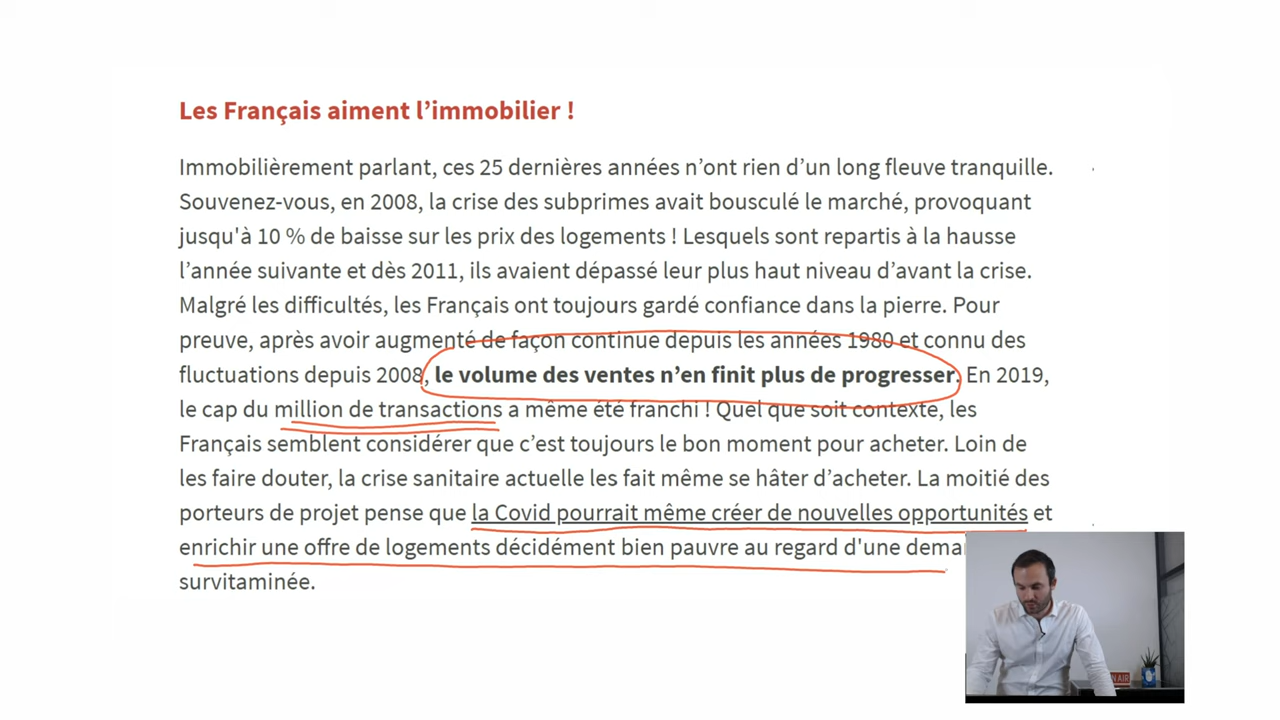 Les Français aiment l’immobilier !
Immobilièrement parlant, ces 25 dernières années n’ont rien d’un long fleuve tranquille.
Souvenez-vous, en 2008, la crise des subprimes avait bousculé le marché, provoquant
jusqu'à 10 % de baisse sur les prix des logements ! Lesquels sont repartis à la hausse
l’année suivante et dès 2011, ils avaient dépassé leur plus haut niveau d’avant la crise.
Malgré les difficultés, les Français ont toujours gardé confiance dans la pierre. Pour
preuve, après avoir augmenté de façon continue depuis les années 1980 et connu des
fluctuations depuis 2008, le volume des ventes n’en finit plus de progresser. En 2019,
le cap du million de transactions a même été franchi ! Quel que soit contexte, les
Français semblent considérer que c’est toujours le bon moment pour acheter. Loin de
les faire douter, la crise sanitaire actuelle les fait même se hâter d’acheter. La moitié des
porteurs de projet pense que la Covid pourrait même créer de nouvelles opportunités et
enrichir une offre de logements décidément bien pauvre au regard d'une
survitaminée.
ON AIR